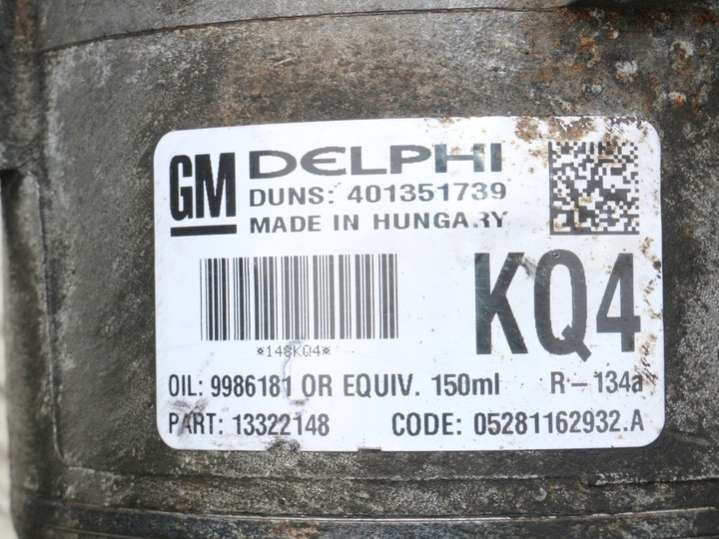 GM DELPHI
DUNS: 401351739
MADE IN HUNGARY
KQ4
*148KQ4*
OIL: 9986181 OR EQUIV. 150ml R-134a
PART: 13322148 CODE: 05281162932.A